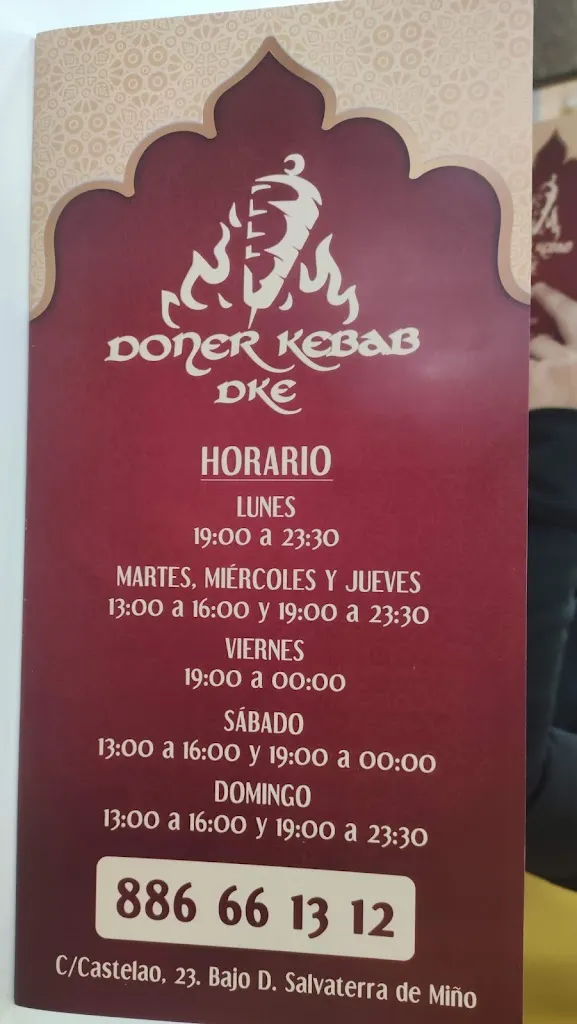 DONER KEBAB
DKE
HORARIO
LUNES
19:00 a 23:30
MARTES, MIÉRCOLES Y JUEVES
13:00 a 16:00 y 19:00 a 23:30
VIERNES
19:00 a 00:00
SÁBADO
13:00 a 16:00 y 19:00 a 00:00
DOMINGO
13:00 a 16:00 y 19:00 a 23:30
886 66 13 12
C/Castelao, 23. Bajo D. Salvaterra de Miño